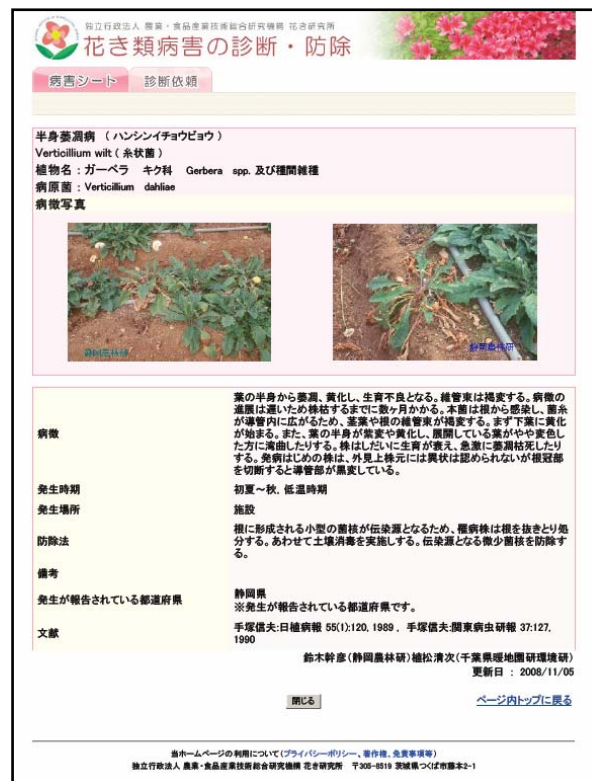 独立行政法人 農業・食品産業技術総合研究機構 花き研究所
花き類病害の診断・防除
病害シート 診断依頼
半身萎凋病 （ハンシンイチョウビョウ）
Verticillium wilt（糸状菌）
植物名：ガーベラ キク科 Gerbera spp. 及び種間雑種
病原菌：Verticillium dahliae
病徴写真
静岡農林研 静岡農林研
病徴
葉の半身から萎凋、黄化し、生育不良となる。維管束は褐変する。病徴の
進展は遅いため株枯するまでに数ヶ月かかる。本菌は根から感染し、菌糸
が導管内に広がるため、茎葉や根の維管束が褐変する。まず下葉に黄化
が始まる。また、葉の半身が紫変や黄化し、展開している葉がやや変色し
た方に湾曲したりする。株はしだいに生育が衰え、急激に萎凋枯死したり
する。発病はじめの株は、外見上株元には異状は認められないが根冠部
を切断すると導管部が黒変している。
発生時期 初夏～秋、低温時期
発生場所 施設
防除法
根に形成される小型の菌核が伝染源となるため、罹病株は根を抜きとり処
分する。あわせて土壌消毒を実施しする。伝染源となる微少菌核を防除す
る。
備考
発生が報告されている都道府県
静岡県
※発生が報告されている都道府県です。
文献
手塚信夫:日植病報 55(1):120, 1989 、手塚信夫:関東病虫研報 37:127,
1990
鈴木幹彦(静岡農林研)植松清次(千葉県暖地園研環境研)
更新日 ： 2008/11/05
閉じる ページ内トップに戻る
当ホームページの利用について（プライバシーポリシー、著作権、免責事項等）
独立行政法人 農業・食品産業技術総合研究機構 花き研究所 〒305-8519 茨城県つくば市藤本2-1